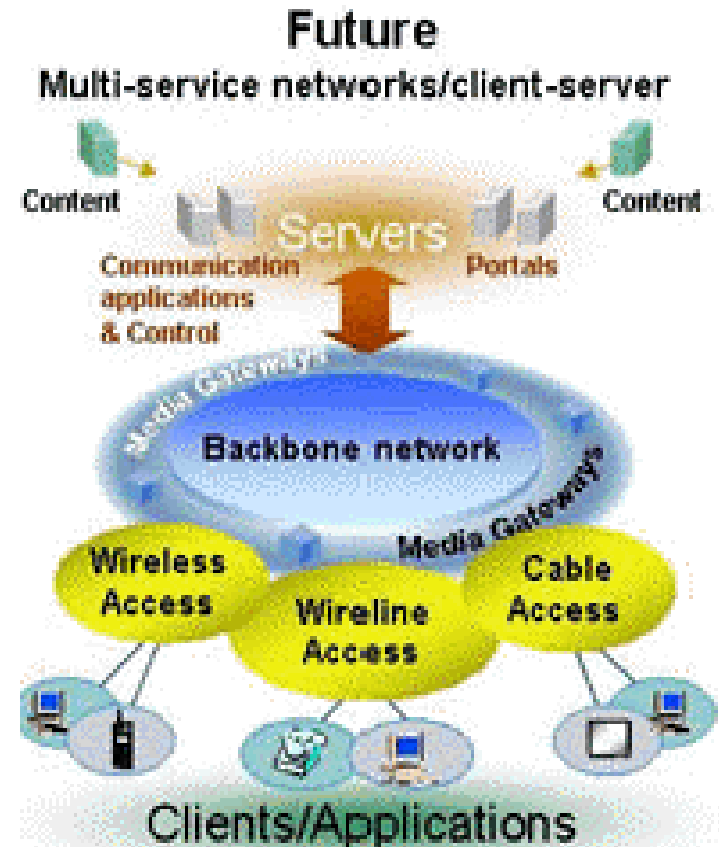 Future
Multi-service networks/client-server
Content
Content
Servers
Communication
applications
& Control
Portals
Media Gateways
Backbone network
Media Gateways
Wireless
Access
Wireline
Access
Cable
Access
Clients/Applications